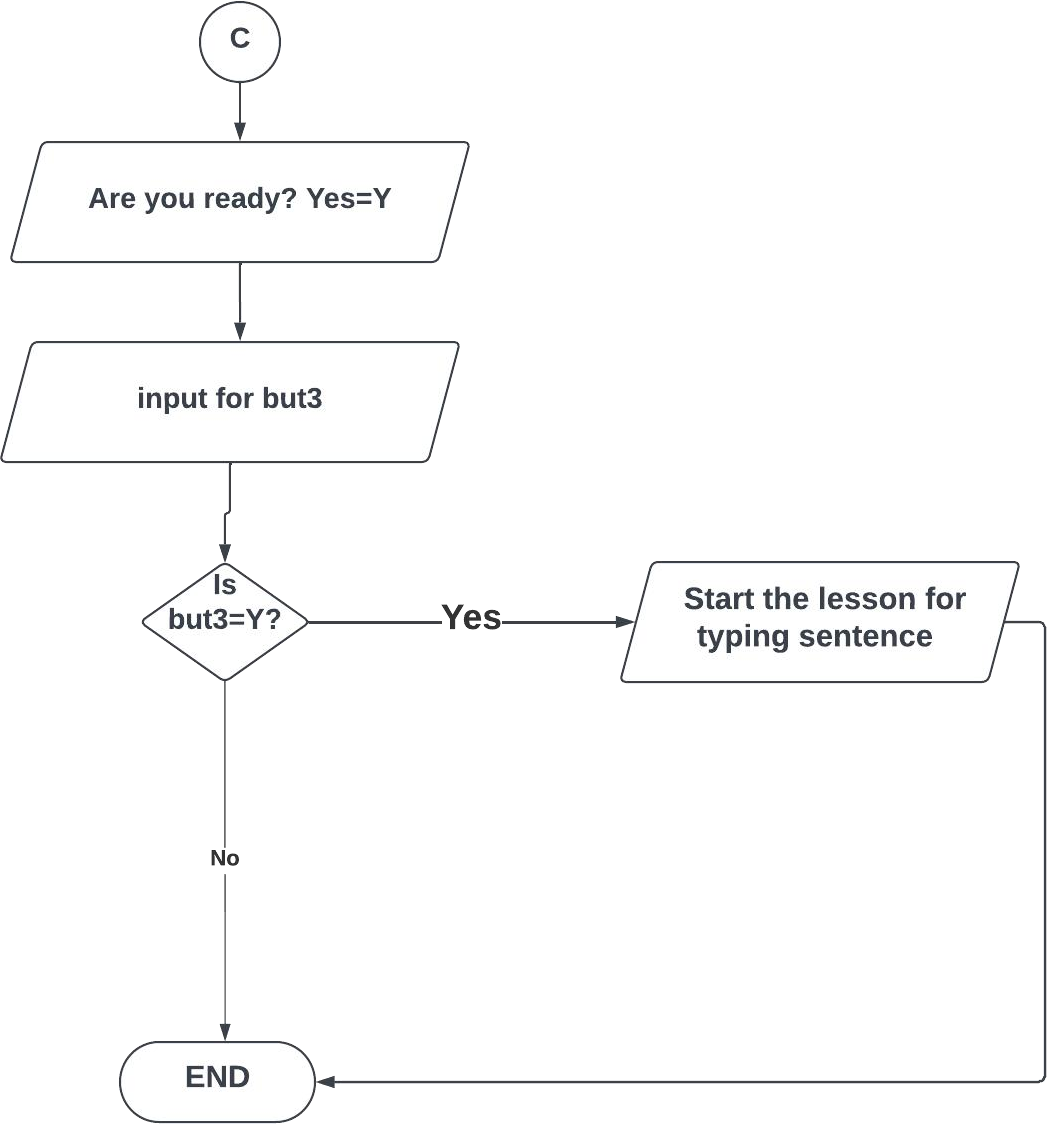 C
Are you ready? Yes=Y
input for but3
Is
but3=Y?
Yes
Start the lesson for
typing sentence
No
END